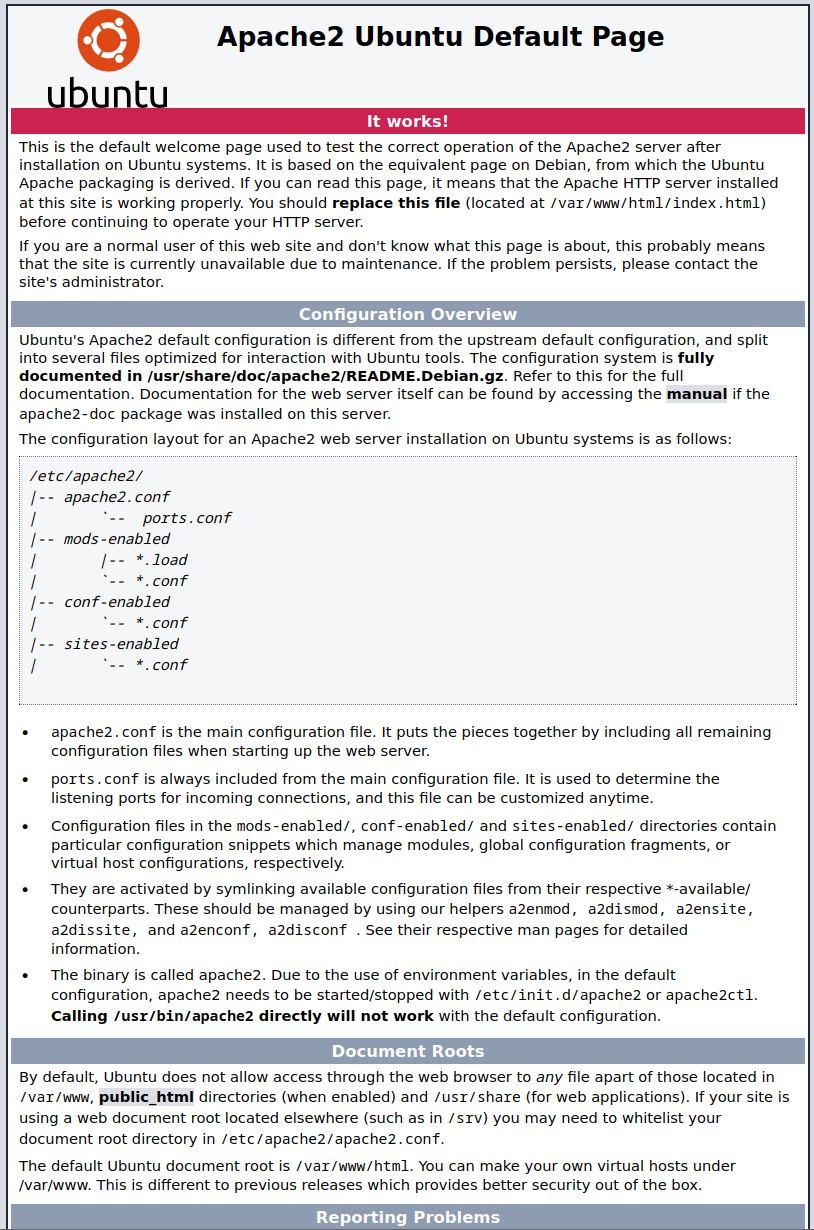 ubuntu
Apache2 Ubuntu Default Page
It works!
This is the default welcome page used to test the correct operation of the Apache2 server after
installation on Ubuntu systems. It is based on the equivalent page on Debian, from which the Ubuntu
Apache packaging is derived. If you can read this page, it means that the Apache HTTP server installed
at this site is working properly. You should replace this file (located at /var/www/html/index.html)
before continuing to operate your HTTP server.
If you are a normal user of this web site and don't know what this page is about, this probably means
that the site is currently unavailable due to maintenance. If the problem persists, please contact the
site's administrator.
Configuration Overview
Ubuntu's Apache2 default configuration is different from the upstream default configuration, and split
into several files optimized for interaction with Ubuntu tools. The configuration system is fully
documented in /usr/share/doc/apache2/README.Debian.gz. Refer to this for the full
documentation. Documentation for the web server itself can be found by accessing the manual if the
apache2-doc package was installed on this server.
The configuration layout for an Apache2 web server installation on Ubuntu systems is as follows:
/etc/apache2/
|-- apache2.conf
|       `--  ports.conf
|-- mods-enabled
|       |-- *.load
|       `-- *.conf
|-- conf-enabled
|       `-- *.conf
|-- sites-enabled
|       `-- *.conf
• apache2.conf is the main configuration file. It puts the pieces together by including all remaining
configuration files when starting up the web server.
• ports.conf is always included from the main configuration file. It is used to determine the
listening ports for incoming connections, and this file can be customized anytime.
• Configuration files in the mods-enabled/, conf-enabled/ and sites-enabled/ directories contain
particular configuration snippets which manage modules, global configuration fragments, or
virtual host configurations, respectively.
• They are activated by symlinking available configuration files from their respective *-available/
counterparts. These should be managed by using our helpers a2enmod, a2dismod, a2ensite,
a2dissite, and a2enconf, a2disconf . See their respective man pages for detailed
information.
• The binary is called apache2. Due to the use of environment variables, in the default
configuration, apache2 needs to be started/stopped with /etc/init.d/apache2 or apache2ctl.
Calling /usr/bin/apache2 directly will not work with the default configuration.
Document Roots
By default, Ubuntu does not allow access through the web browser to any file apart of those located in
/var/www, public_html directories (when enabled) and /usr/share (for web applications). If your site is
using a web document root located elsewhere (such as in /srv) you may need to whitelist your
document root directory in /etc/apache2/apache2.conf.
The default Ubuntu document root is /var/www/html. You can make your own virtual hosts under
/var/www. This is different to previous releases which provides better security out of the box.
Reporting Problems